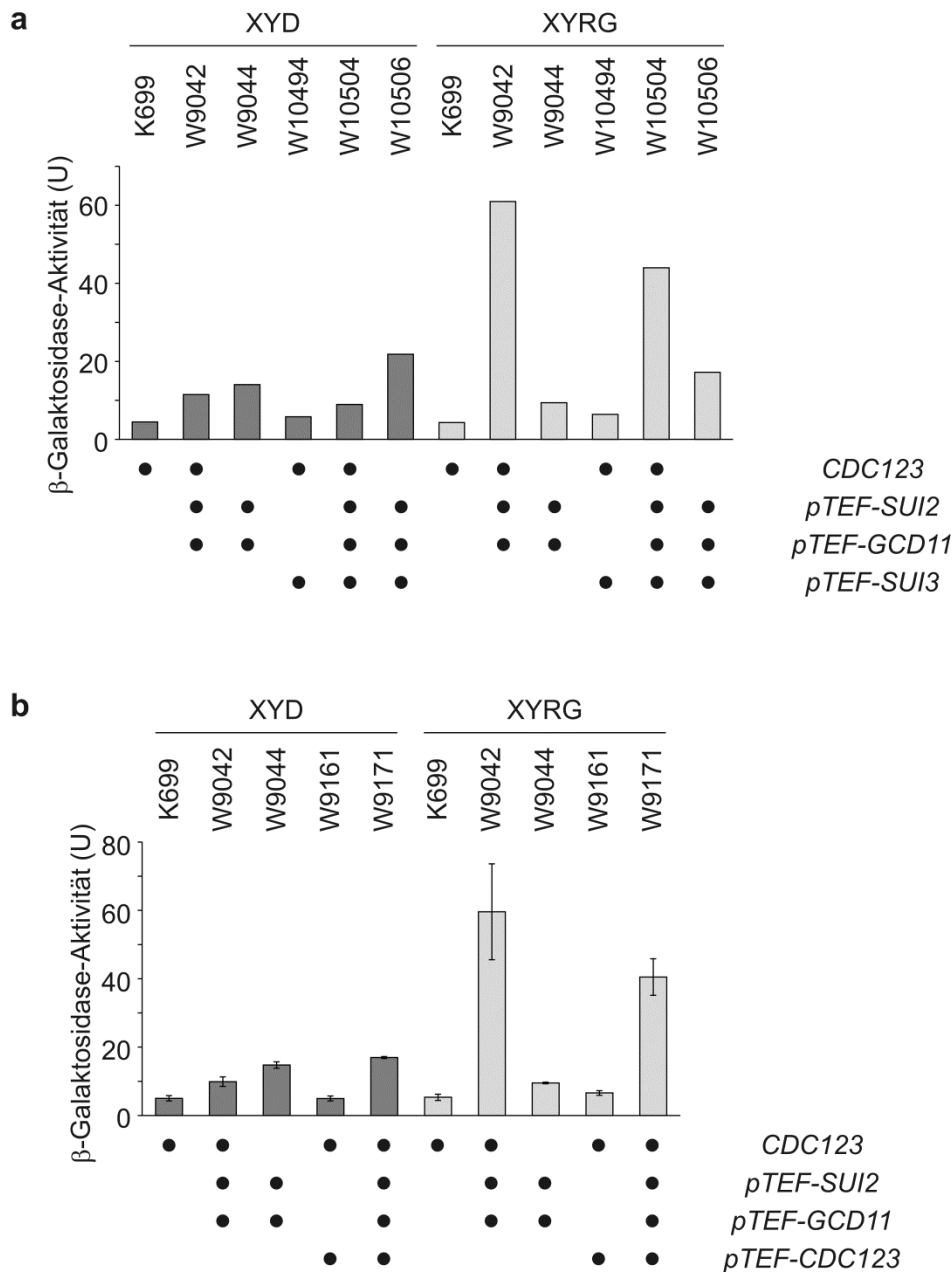 a
XYD XYRG
K699 W9042 W9044 W10494 W10504 W10506 K699 W9042 W9044 W10494 W10504 W10506
β-Galaktosidase-Aktivität (U)
60
40
20
0
CDC123
pTEF-SUI2
pTEF-GCD11
pTEF-SUI3
b
XYD XYRG
K699 W9042 W9044 W9161 W9171 K699 W9042 W9044 W9161 W9171
β-Galaktosidase-Aktivität (U)
80
60
40
20
0
CDC123
pTEF-SUI2
pTEF-GCD11
pTEF-CDC123